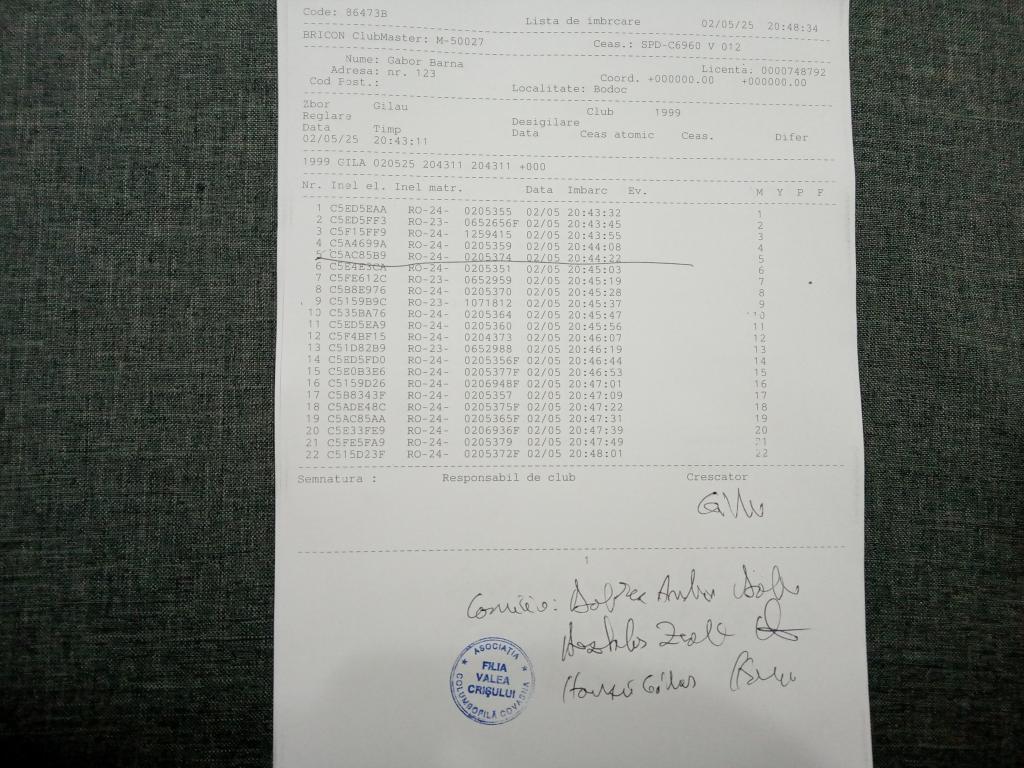 Code: 86473B Lista de imbrcare 02/05/25 20:48:34
BRICON ClubMaster: M-50027 Ceas.: SPD-C6960 V 012
Nume: Gabor Barna Licenta: 0000748792
Adresa: nr. 123 Coord. +000000.00 +000000.00
Cod Post.: Localitate: Bodoc
Zbor Gilau Club 1999
Reglare Desigilare
Data Timp Data Ceas atomic Ceas. Difer
02/05/25 20:43:11
1999 GILA 020525 204311 204311 +000
Nr. Inel el. Inel matr. Data Imbarc Ev. M Y P F
1 C5ED5EAA RO-24- 0205355 02/05 20:43:32 1
2 C5ED5FF3 RO-23- 0652656F 02/05 20:43:45 2
3 C5F15FF9 RO-24- 1259415 02/05 20:43:55 3
4 C5A4699A RO-24- 0205359 02/05 20:44:08 4
5 C5AC85B9 RO-24- 0205374 02/05 20:44:22 5
6 C5E4E3CA RO-24- 0205351 02/05 20:45:03 6
7 C5FE612C RO-23- 0652959 02/05 20:45:19 7
8 C5B8E976 RO-24- 0205370 02/05 20:45:28 8
9 C5159B9C RO-23- 1071812 02/05 20:45:37 9
10 C535BA76 RO-24- 0205364 02/05 20:45:47 10
11 C5ED5EA9 RO-24- 0205360 02/05 20:45:56 11
12 C5F4BF15 RO-24- 0204373 02/05 20:46:07 12
13 C51D82B9 RO-23- 0652988 02/05 20:46:19 13
14 C5ED5FD0 RO-24- 0205356F 02/05 20:46:44 14
15 C5E0B3E6 RO-24- 0205377F 02/05 20:46:53 15
16 C5159D26 RO-24- 0206948F 02/05 20:47:01 16
17 C5B8343F RO-24- 0205357 02/05 20:47:09 17
18 C5ADE48C RO-24- 0205375F 02/05 20:47:22 18
19 C5AC85AA RO-24- 0205365F 02/05 20:47:31 19
20 C5E33FE9 RO-24- 0206936F 02/05 20:47:39 20
21 C5FE5FA9 RO-24- 0205379 02/05 20:47:49 21
22 C515D23F RO-24- 0205372F 02/05 20:48:01 22
Semnatura : Responsabil de club Crescator
1
ASOCIAȚIA
FILIA
VALEA
CRIȘULUI
COLUMBOFILĂ COVASNA